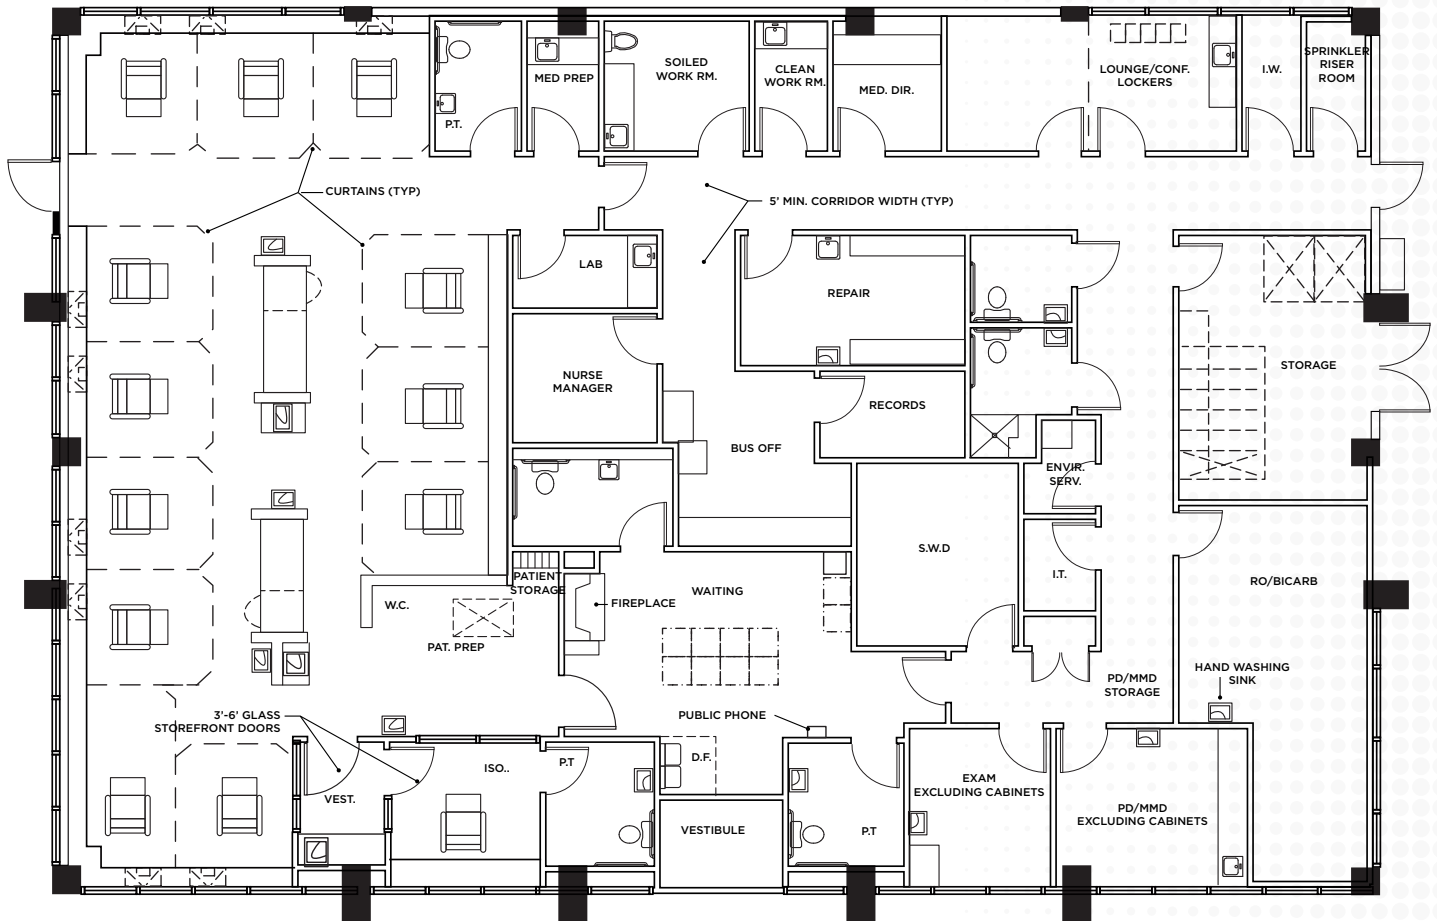 P.T.
MED PREP
SOILED
WORK RM.
CLEAN
WORK RM.
MED. DIR.
LOUNGE/CONF.
LOCKERS
I.W.
SPRINKLER
RISER
ROOM
CURTAINS (TYP)
5' MIN. CORRIDOR WIDTH (TYP)
LAB
REPAIR
NURSE
MANAGER
STORAGE
RECORDS
BUS OFF
ENVIR.
SERV.
S.W.D
I.T.
RO/BICARB
PATIENT
STORAGE
WAITING
W.C.
FIREPLACE
PAT. PREP
HAND WASHING
SINK
PD/MMD
STORAGE
3'-6' GLASS
STOREFRONT DOORS
PUBLIC PHONE
D.F.
P.T
ISO..
VEST.
EXAM
EXCLUDING CABINETS
PD/MMD
EXCLUDING CABINETS
VESTIBULE
P.T